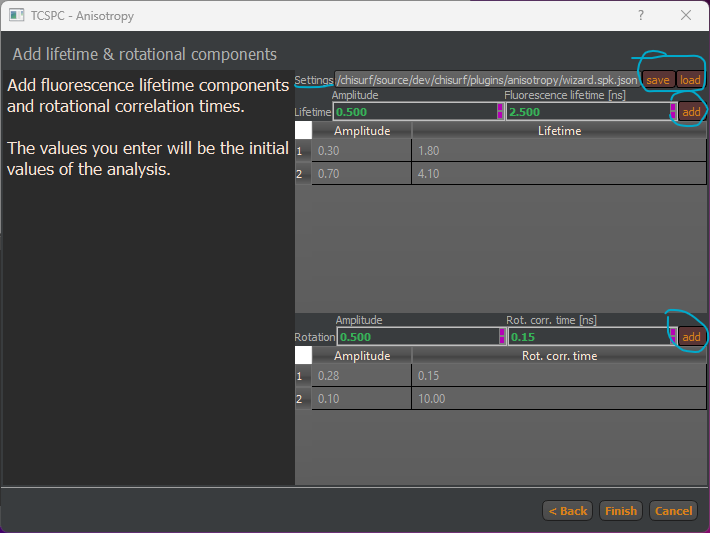 TCSPC - Anisotropy
?
Add lifetime & rotational components
Add fluorescence lifetime components
and rotational correlation times.
The values you enter will be the initial
values of the analysis.
Settings /chisurf/source/dev/chisurf/plugins/anisotropy/wizard.spk.json save load
Amplitude Fluorescence lifetime [ns]
Lifetime 0.500 2.500 add
Amplitude Lifetime
1 0.30 1.80
2 0.70 4.10
Amplitude Rot. corr. time [ns]
Rotation 0.500 0.15 add
Amplitude Rot. corr. time
1 0.28 0.15
2 0.10 10.00
< Back Finish Cancel